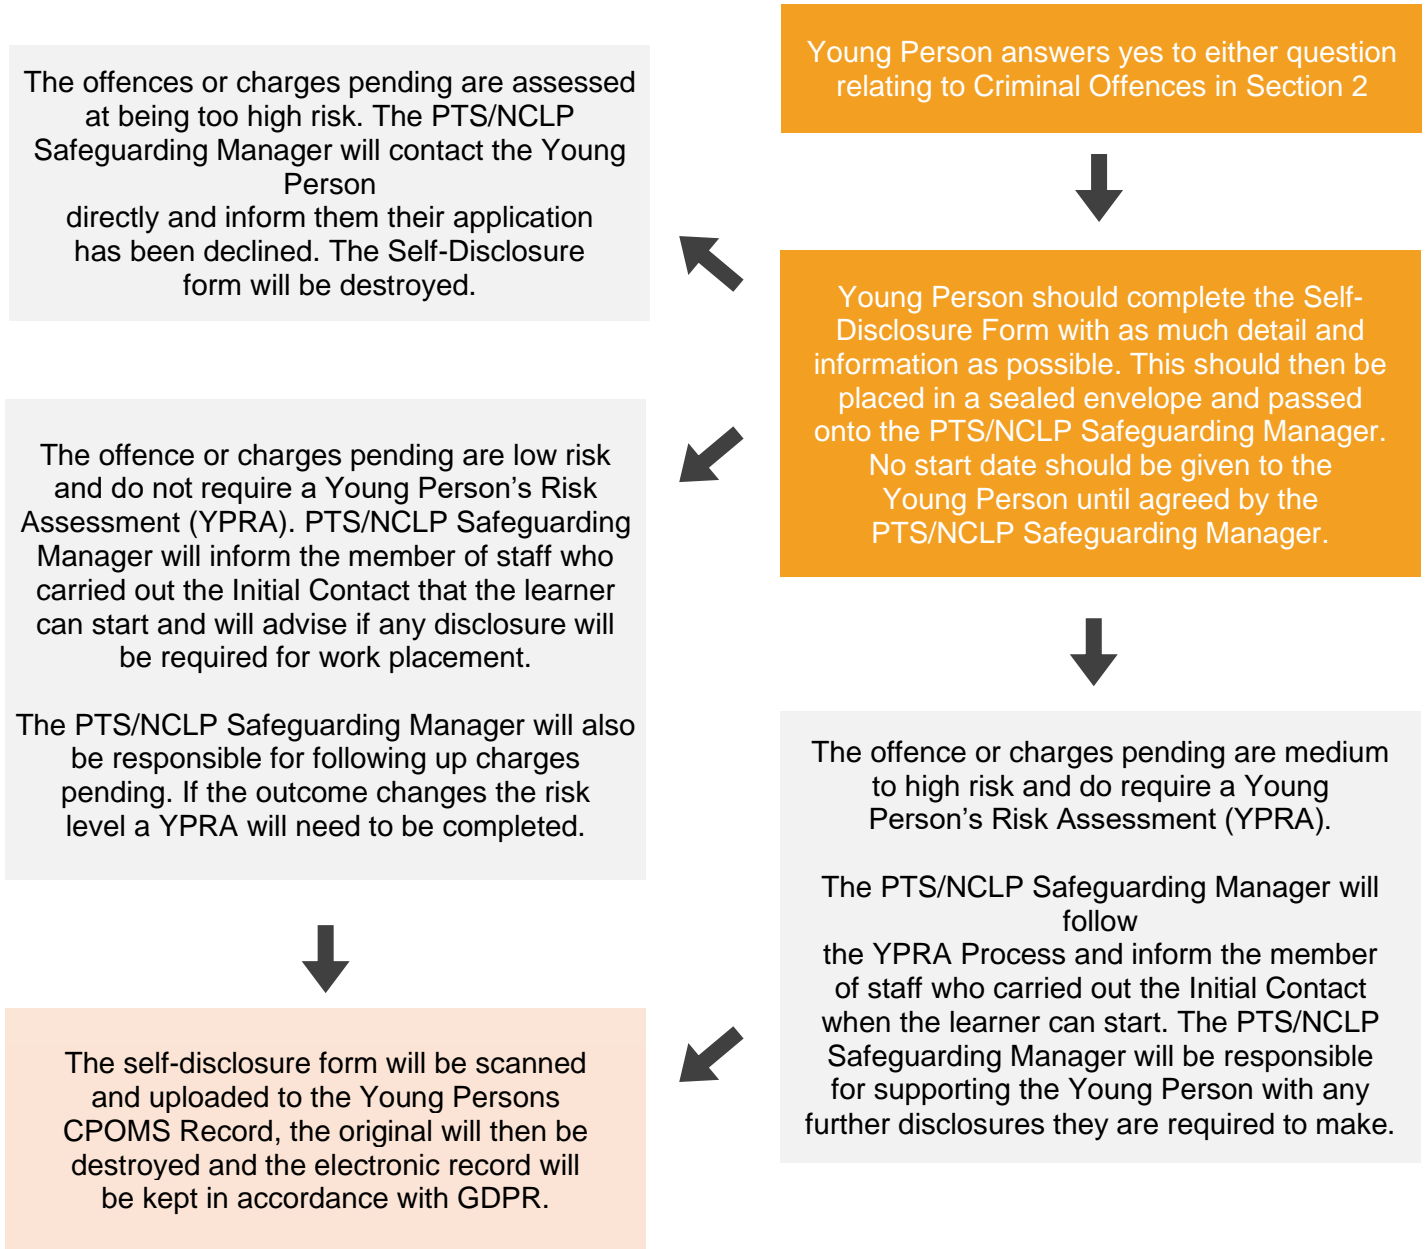 Young Person answers yes to either question
relating to Criminal Offences in Section 2
Young Person should complete the Self-
Disclosure Form with as much detail and
information as possible. This should then be
placed in a sealed envelope and passed
onto the PTS/NCLP Safeguarding Manager.
No start date should be given to the
Young Person until agreed by the
PTS/NCLP Safeguarding Manager.
The offences or charges pending are assessed
at being too high risk. The PTS/NCLP
Safeguarding Manager will contact the Young
Person
directly and inform them their application
has been declined. The Self-Disclosure
form will be destroyed.
The offence or charges pending are low risk
and do not require a Young Person’s Risk
Assessment (YPRA). PTS/NCLP Safeguarding
Manager will inform the member of staff who
carried out the Initial Contact that the learner
can start and will advise if any disclosure will
be required for work placement.
The PTS/NCLP Safeguarding Manager will also
be responsible for following up charges
pending. If the outcome changes the risk
level a YPRA will need to be completed.
The offence or charges pending are medium
to high risk and do require a Young
Person’s Risk Assessment (YPRA).
The PTS/NCLP Safeguarding Manager will
follow
the YPRA Process and inform the member
of staff who carried out the Initial Contact
when the learner can start. The PTS/NCLP
Safeguarding Manager will be responsible
for supporting the Young Person with any
further disclosures they are required to make.
The self-disclosure form will be scanned
and uploaded to the Young Persons
CPOMS Record, the original will then be
destroyed and the electronic record will
be kept in accordance with GDPR.